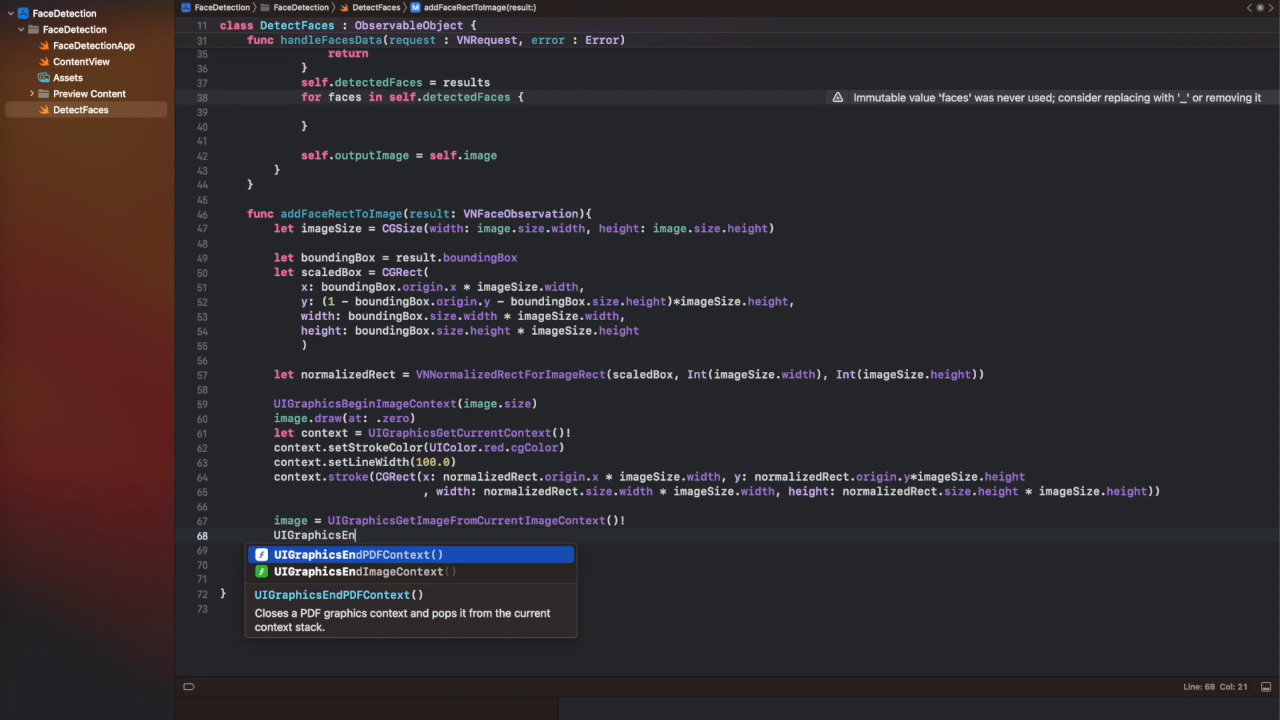 FaceDetection
FaceDetection
FaceDetectionApp
ContentView
Assets
Preview Content
DetectFaces
FaceDetection FaceDetection DetectFaces M addFaceRectToImage(result:)
11 class DetectFaces : ObservableObject {
31 func handleFacesData(request : VNRequest, error : Error)
35 return
36 }
37 self.detectedFaces = results
38 for faces in self.detectedFaces { Immutable value 'faces' was never used; consider replacing with '_' or removing it
39
40 }
41
42 self.outputImage = self.image
43 }
44 }
45
46 func addFaceRectToImage(result: VNFaceObservation){
47 let imageSize = CGSize(width: image.size.width, height: image.size.height)
48
49 let boundingBox = result.boundingBox
50 let scaledBox = CGRect(
51 x: boundingBox.origin.x * imageSize.width,
52 y: (1 - boundingBox.origin.y - boundingBox.size.height)*imageSize.height,
53 width: boundingBox.size.width * imageSize.width,
54 height: boundingBox.size.height * imageSize.height
55 )
56
57 let normalizedRect = VNNormalizedRectForImageRect(scaledBox, Int(imageSize.width), Int(imageSize.height))
58
59 UIGraphicsBeginImageContext(image.size)
60 image.draw(at: .zero)
61 let context = UIGraphicsGetCurrentContext()!
62 context.setStrokeColor(UIColor.red.cgColor)
63 context.setLineWidth(100.0)
64 context.stroke(CGRect(x: normalizedRect.origin.x * imageSize.width, y: normalizedRect.origin.y*imageSize.height
65 , width: normalizedRect.size.width * imageSize.width, height: normalizedRect.size.height * imageSize.height))
66
67 image = UIGraphicsGetImageFromCurrentImageContext()!
68 UIGraphicsEn
69 f UIGraphicsEndPDFContext()
70 f UIGraphicsEndImageContext()
71
72 } UIGraphicsEndPDFContext()
73 Closes a PDF graphics context and pops it from the current
context stack.
Line: 68 Col: 21